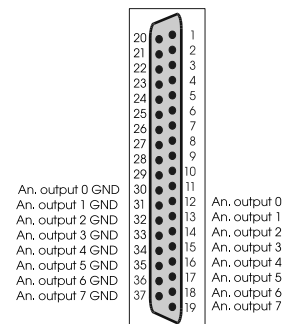 20 1
21 2
22 3
23 4
24 5
25 6
26 7
27 8
28 9
29 10
An. output 0 GND 30 11
An. output 1 GND 31 12 An. output 0
An. output 2 GND 32 13 An. output 1
An. output 3 GND 33 14 An. output 2
An. output 4 GND 34 15 An. output 3
An. output 5 GND 35 16 An. output 4
An. output 6 GND 36 17 An. output 5
An. output 7 GND 37 18 An. output 6
19 An. output 7